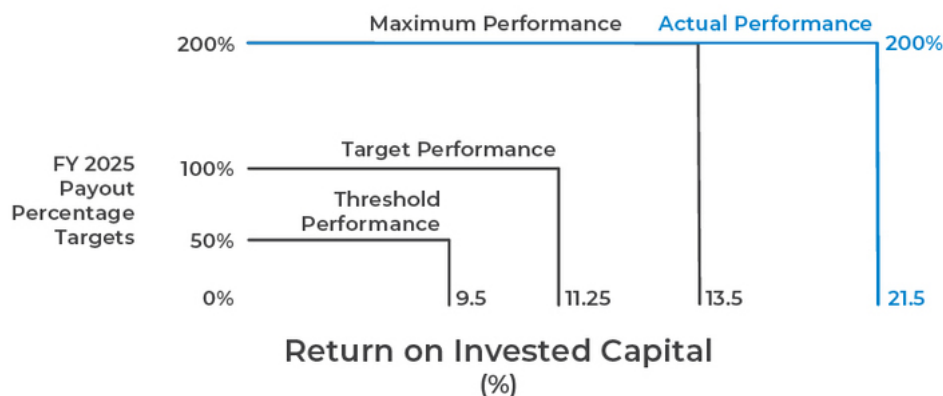 Maximum Performance
Actual Performance
200%
200%
Target Performance
100%
FY 2025
Payout
Percentage
Targets
Threshold
Performance
50%
0%
9.5
11.25
13.5
21.5
Return on Invested Capital
(%)